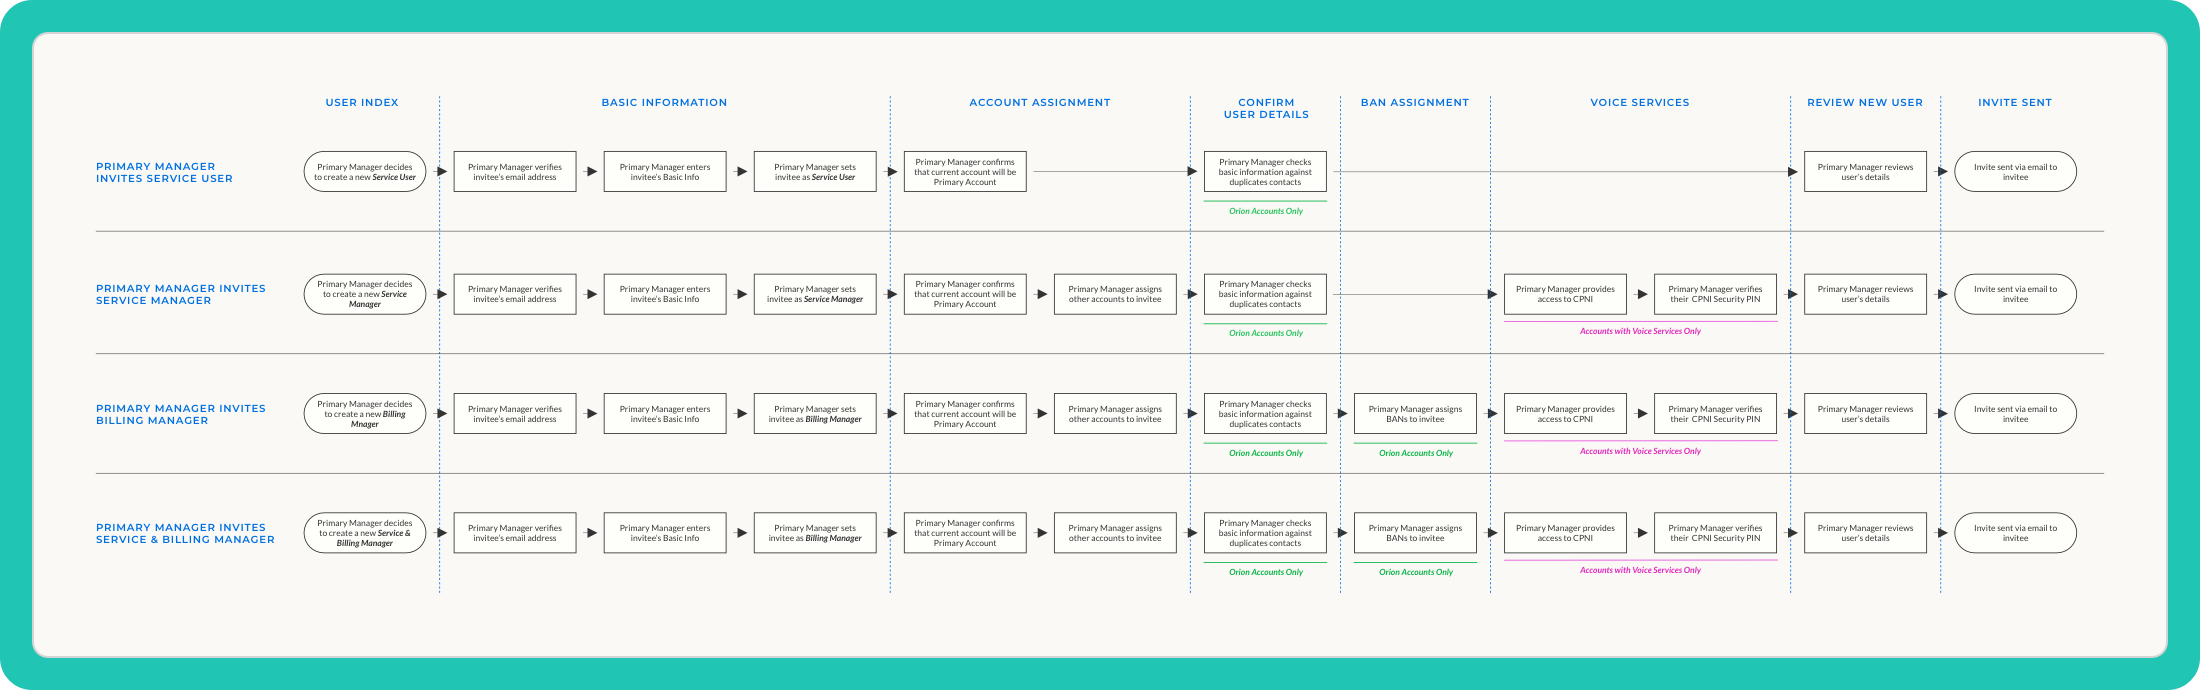 USER INDEX
BASIC INFORMATION
ACCOUNT ASSIGNMENT
CONFIRM
USER DETAILS
BAN ASSIGNMENT
VOICE SERVICES
REVIEW NEW USER
INVITE SENT
PRIMARY MANAGER
INVITES SERVICE USER
Primary Manager decides
to create a new Service User
Primary Manager verifies
invitee's email address
Primary Manager enters
invitee's Basic Info
Primary Manager sets
invitee as Service User
Primary Manager confirms
that current account will be
Primary Account
Primary Manager checks
basic information against
duplicates contacts
Orion Accounts Only
Primary Manager reviews
user's details
Invite sent via email to
invitee
PRIMARY MANAGER INVITES
SERVICE MANAGER
Primary Manager decides
to create a new Service
Manager
Primary Manager verifies
invitee's email address
Primary Manager enters
invitee's Basic Info
Primary Manager sets
invitee as Service Manager
Primary Manager confirms
that current account will be
Primary Account
Primary Manager assigns
other accounts to invitee
Primary Manager checks
basic information against
duplicates contacts
Orion Accounts Only
Primary Manager provides
access to CPNI
Primary Manager verifies
their CPNI Security PIN
Accounts with Voice Services Only
Primary Manager reviews
user's details
Invite sent via email to
invitee
PRIMARY MANAGER INVITES
BILLING MANAGER
Primary Manager decides
to create a new Billing
Mnager
Primary Manager verifies
invitee's email address
Primary Manager enters
invitee's Basic Info
Primary Manager sets
invitee as Billing Manager
Primary Manager confirms
that current account will be
Primary Account
Primary Manager assigns
other accounts to invitee
Primary Manager checks
basic information against
duplicates contacts
Orion Accounts Only
Primary Manager assigns
BANs to invitee
Orion Accounts Only
Primary Manager provides
access to CPNI
Primary Manager verifies
their CPNI Security PIN
Accounts with Voice Services Only
Primary Manager reviews
user's details
Invite sent via email to
invitee
PRIMARY MANAGER INVITES
SERVICE & BILLING MANAGER
Primary Manager decides
to create a new Service &
Billing Manager
Primary Manager verifies
invitee's email address
Primary Manager enters
invitee's Basic Info
Primary Manager sets
invitee as Billing Manager
Primary Manager confirms
that current account will be
Primary Account
Primary Manager assigns
other accounts to invitee
Primary Manager checks
basic information against
duplicates contacts
Orion Accounts Only
Primary Manager assigns
BANs to invitee
Orion Accounts Only
Primary Manager provides
access to CPNI
Primary Manager verifies
their CPNI Security PIN
Accounts with Voice Services Only
Primary Manager reviews
user's details
Invite sent via email to
invitee